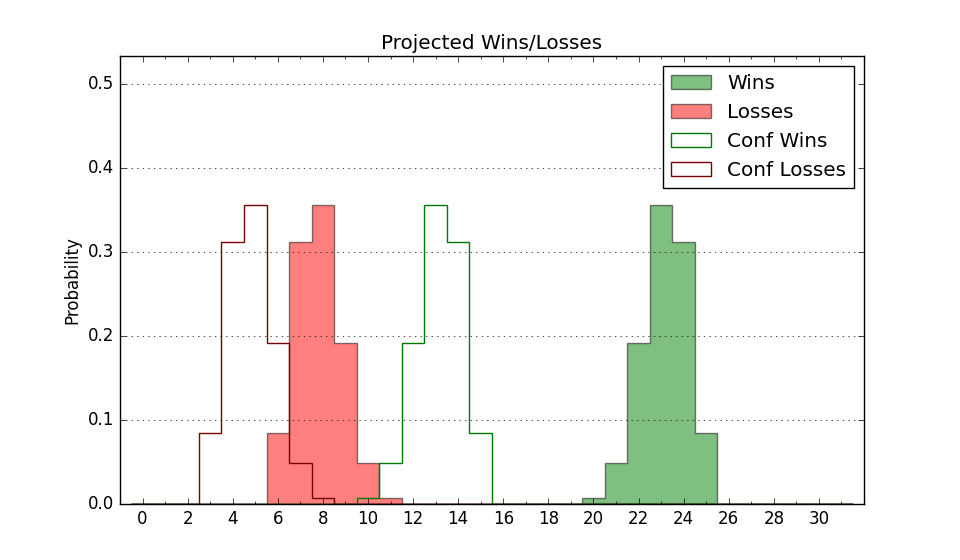 Projected Wins/Losses
Probability
0.5
0.4
0.3
0.2
0.1
0.0
0 2 4 6 8 10 12 14 16 18 20 22 24 26 28 30
Wins
Losses
Conf Wins
Conf Losses